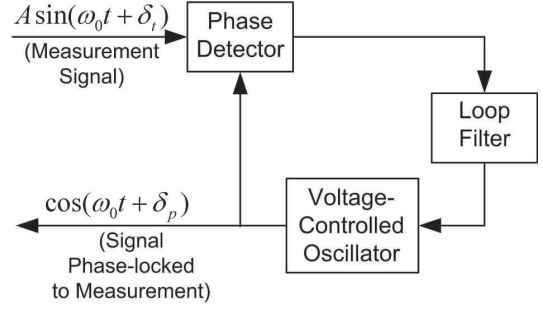 A sin(ω₀t + δₜ)
(Measurement
Signal)
Phase
Detector
Loop
Filter
Voltage-
Controlled
Oscillator
cos(ω₀t + δₚ)
(Signal
Phase-locked
to Measurement)